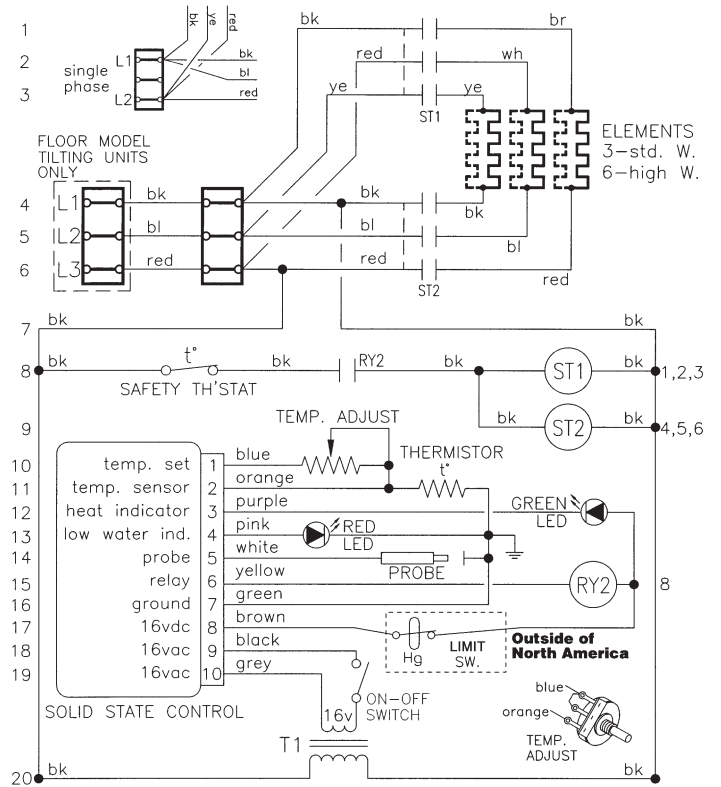 1
bk
br
bk
ye
red
2
L1
bk
red
wh
single
phase
bl
3
L2
red
ye
ye
ST1
FLOOR MODEL
TILTING UNITS
ONLY
ELEMENTS
3-std. W.
6-high W.
4
L1
bk
bk
bk
5
L2
bl
bl
bl
6
L3
red
red
red
ST2
7
bk
bk
8
bk
t°
SAFETY TH'STAT
bk
RY2
bk
ST1
bk
1,2,3
9
bk
ST2
bk
4,5,6
TEMP. ADJUST
THERMISTOR
t°
10
temp. set
1
blue
11
temp. sensor
2
orange
12
heat indicator
3
purple
GREEN
LED
13
low water ind.
4
pink
RED
LED
14
probe
5
white
PROBE
15
relay
6
yellow
RY2
8
16
ground
7
green
17
16vdc
8
brown
Hg
LIMIT
SW.
Outside of
North America
18
16vac
9
black
19
16vac
10
grey
ON-OFF
SWITCH
SOLID STATE CONTROL
16v
T1
blue
orange
TEMP.
ADJUST
20
bk
bk